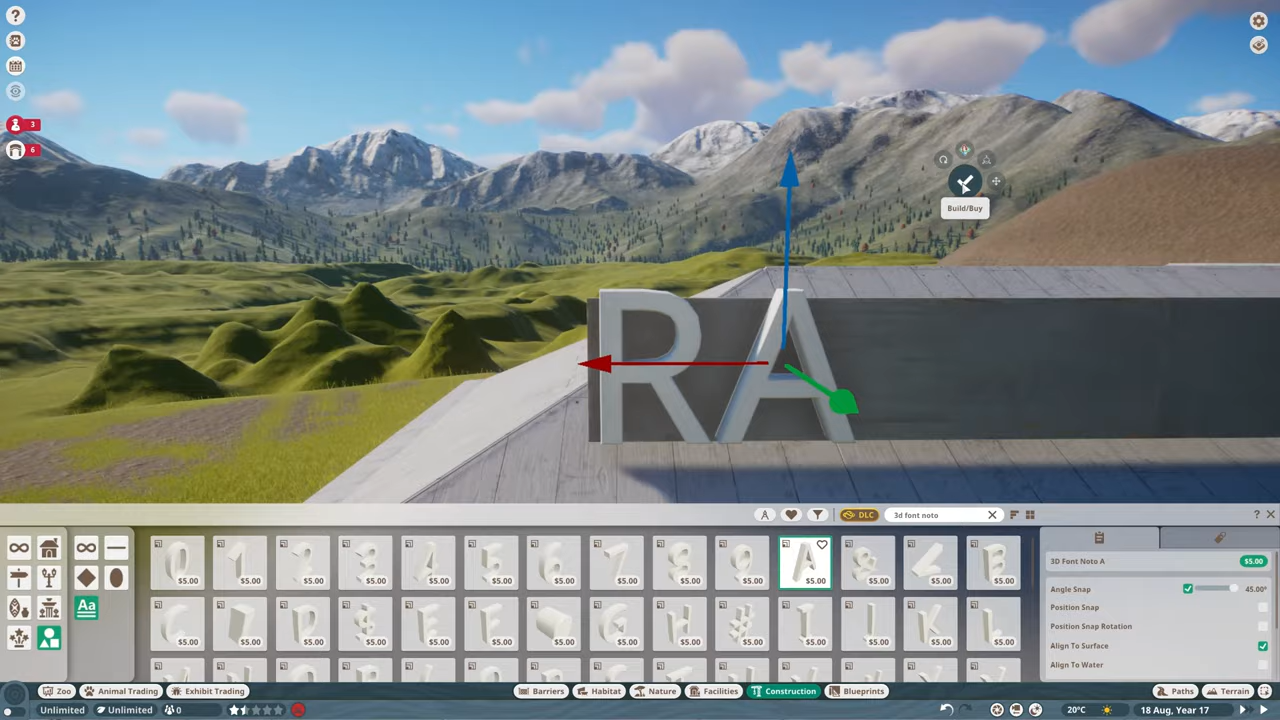 ?
3
6
Build/Buy
RA
DLC
3d font noto
?
$5.00 $5.00 $5.00 $5.00 $5.00 $5.00 $5.00 $5.00 $5.00 $5.00 $5.00 $5.00 $5.00 $5.00
$5.00 $5.00 $5.00 $5.00 $5.00 $5.00 $5.00 $5.00 $5.00 $5.00 $5.00 $5.00 $5.00 $5.00
Aa
3D Font Noto A $5.00
Angle Snap 45.00°
Position Snap
Position Snap Rotation
Align To Surface
Align To Water
Zoo Animal Trading Exhibit Trading Barriers Habitat Nature Facilities Construction Blueprints Paths Terrain
Unlimited Unlimited 0 20°C 18 Aug, Year 17